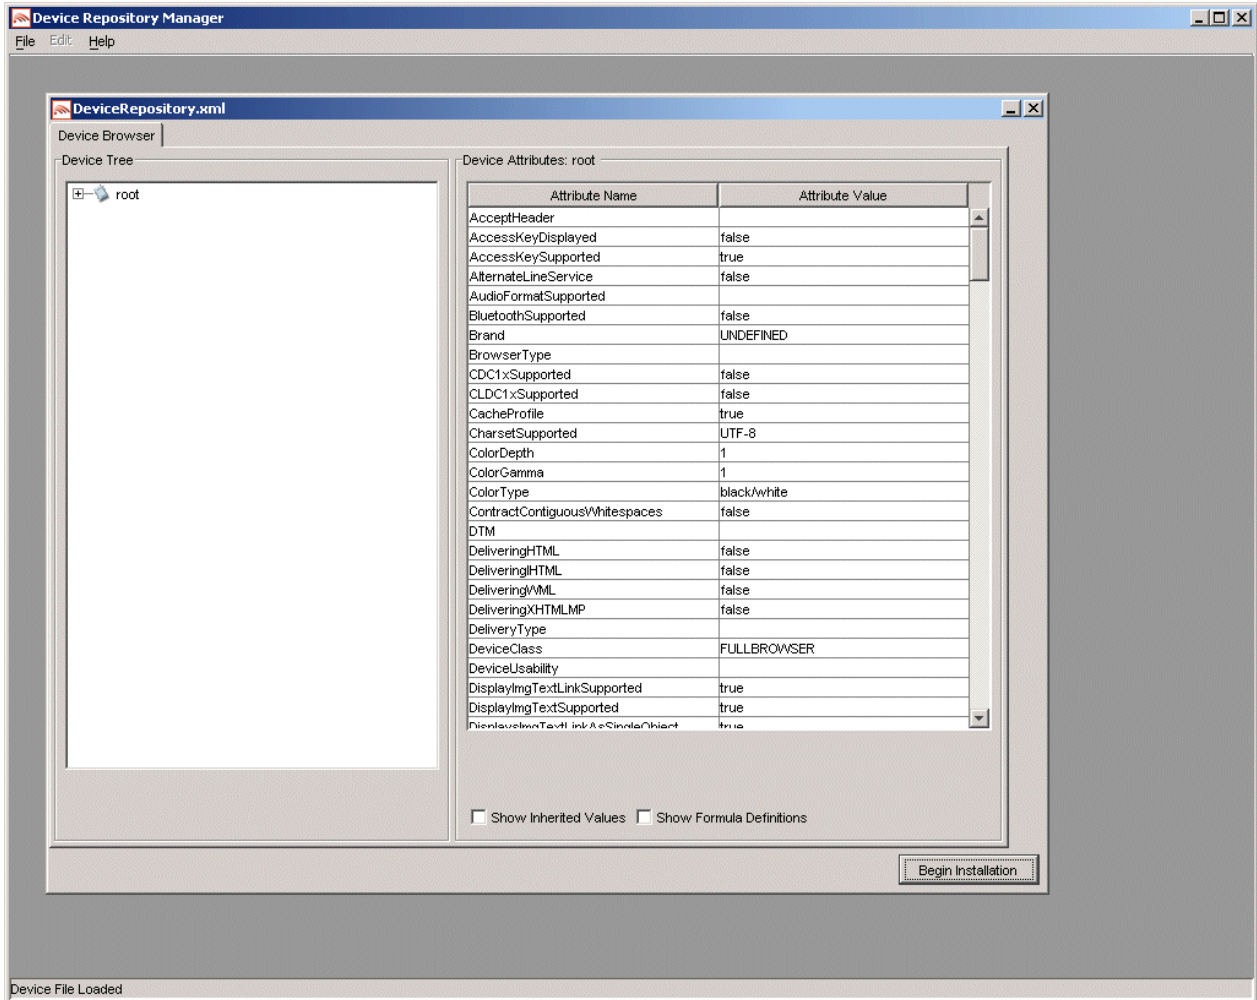 Device Repository Manager
File Edit Help
DeviceRepository.xml
Device Browser
Device Tree
root
Device Attributes: root
Attribute Name Attribute Value
AcceptHeader
AccessKeyDisplayed false
AccessKeySupported true
AlternateLineService false
AudioFormatSupported
BluetoothSupported false
Brand UNDEFINED
BrowserType
CDC1xSupported false
CLDC1xSupported false
CacheProfile true
CharsetSupported UTF-8
ColorDepth 1
ColorGamma 1
ColorType black/white
ContractContiguousWhitespaces false
DTM
DeliveringHTML false
DeliveringIHTML false
DeliveringWML false
DeliveringXHTMLMP false
DeliveryType
DeviceClass FULLBROWSER
DeviceUsability
DisplayImgTextLinkSupported true
DisplayImgTextSupported true
DisplaysImgTextLinkAsSingleObject true
Show Inherited Values Show Formula Definitions
Begin Installation
Device File Loaded